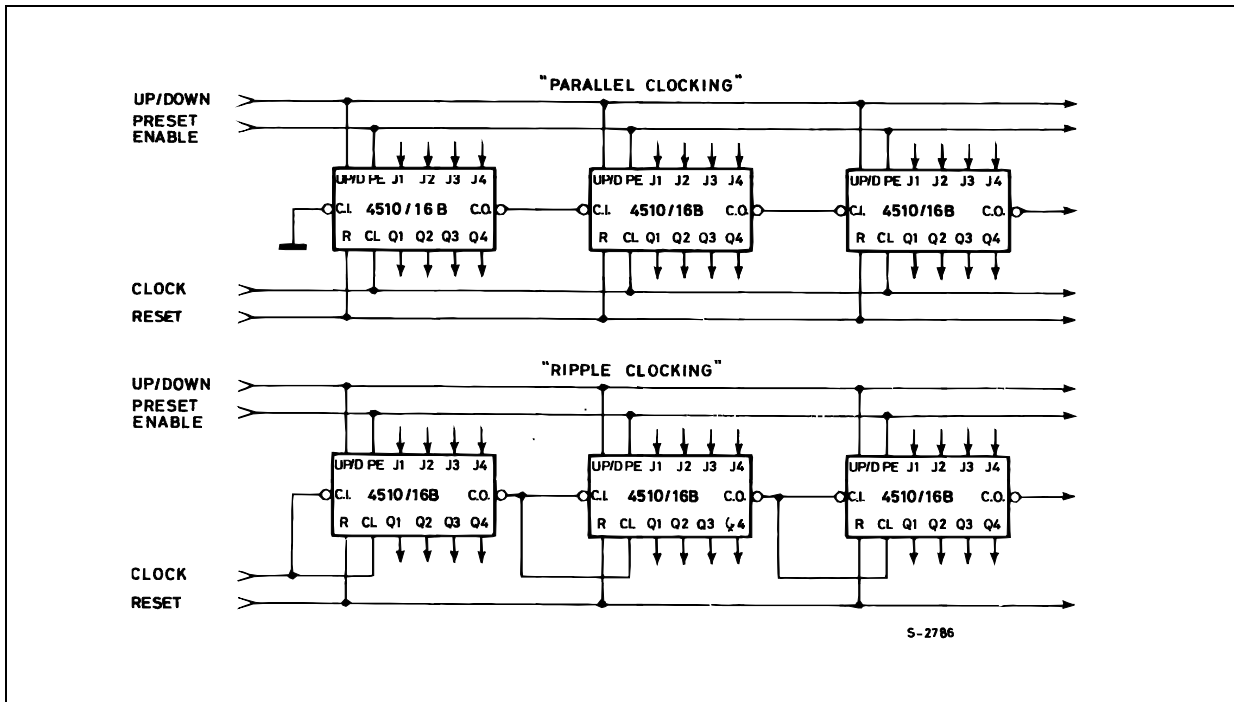 "PARALLEL CLOCKING"
UP/DOWN
PRESET
ENABLE
UP/D PE J1 J2 J3 J4
C.I. 4510/16B C.O.
R CL Q1 Q2 Q3 Q4
UP/D PE J1 J2 J3 J4
C.I. 4510/16B C.O.
R CL Q1 Q2 Q3 Q4
UP/D PE J1 J2 J3 J4
C.I. 4510/16B C.O.
R CL Q1 Q2 Q3 Q4
CLOCK
RESET
"RIPPLE CLOCKING"
UP/DOWN
PRESET
ENABLE
UP/D PE J1 J2 J3 J4
C.I. 4510/16B C.O.
R CL Q1 Q2 Q3 Q4
UP/D PE J1 J2 J3 J4
C.I. 4510/16B C.O.
R CL Q1 Q2 Q3
UP/D PE J1 J2 J3 J4
C.I. 4510/16B C.O.
R CL Q1 Q2 Q3 Q4
CLOCK
RESET
S-2786